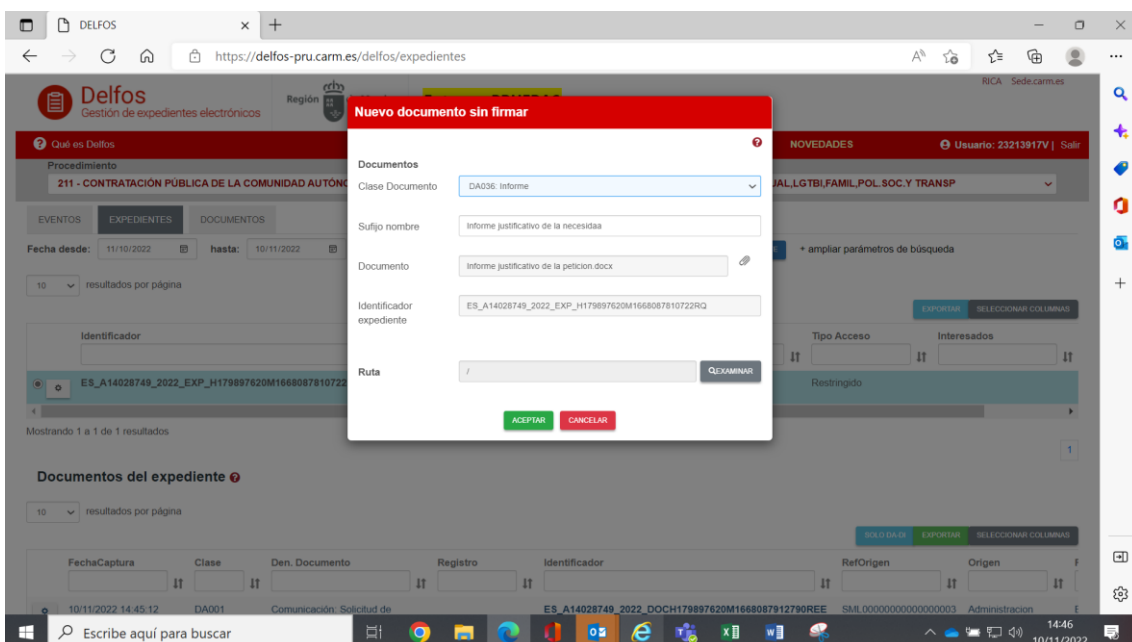 DELFOS
https://delfos-pru.carm.es/delfos/expedientes
RICA Sede.carm.es
Delfos
Gestión de expedientes electrónicos
Región
Qué es Delfos
NOVEDADES
Usuario: 23213917V | Salir
Procedimiento
211 - CONTRATACIÓN PÚBLICA DE LA COMUNIDAD AUTÓNO
JAL,LGTBI,FAMIL,POL.SOC.Y TRANSP
EVENTOS EXPEDIENTES DOCUMENTOS
Fecha desde: 11/10/2022 hasta: 10/11/2022
+ ampliar parámetros de búsqueda
10 resultados por página
EXPORTAR SELECCIONAR COLUMNAS
Identificador Tipo Acceso Interesados
ES_A14028749_2022_EXP_H179897620M1668087810722 Restringido
Mostrando 1 a 1 de 1 resultados
1
Nuevo documento sin firmar
Documentos
Clase Documento DA036: Informe
Sufijo nombre Informe justificativo de la necesidaa
Documento Informe justificativo de la peticion.docx
Identificador expediente ES_A14028749_2022_EXP_H179897620M1668087810722RQ
Ruta / EXAMINAR
ACEPTAR CANCELAR
Documentos del expediente
10 resultados por página
SOLO DA-DI EXPORTAR SELECCIONAR COLUMNAS
FechaCaptura Clase Den. Documento Registro Identificador RefOrigen Origen
10/11/2022 14:45:12 DA001 Comunicación: Solicitud de ES_A14028749_2022_DOCH179897620M1668087912790REE SML0000000000000003 Administracion
Escribe aquí para buscar
14:46
10/11/2022